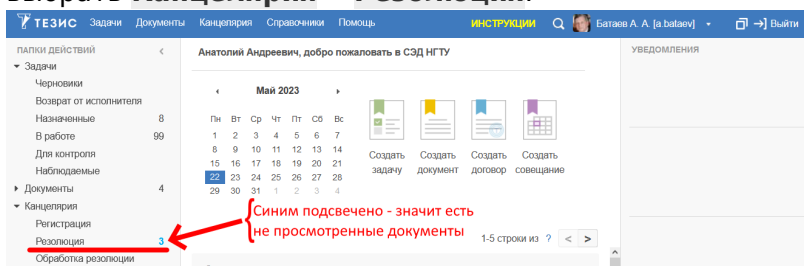 выбрать Канцелярия – Резолюции.
ТЕЗИС Задачи Документы Канцелярия Справочники Помощь ИНСТРУКЦИИ Батаев А. А. [a.bataev] Выйти
ПАПКИ ДЕЙСТВИЙ
Задачи
Черновики
Возврат от исполнителя
Назначенные 8
В работе 99
Для контроля
Наблюдаемые
Документы 4
Канцелярия
Регистрация
Резолюция 3
Обработка резолюции
Анатолий Андреевич, добро пожаловать в СЭД НГТУ
Май 2023
Пн Вт Ср Чт Пт Сб Вс
1 2 3 4 5 6 7
8 9 10 11 12 13 14
15 16 17 18 19 20 21
22 23 24 25 26 27 28
29 30 31 1 2 3 4
Создать задачу
Создать документ
Создать договор
Создать совещание
Синим подсвечено - значит есть
не просмотренные документы
1-5 строки из ? < >
УВЕДОМЛЕНИЯ